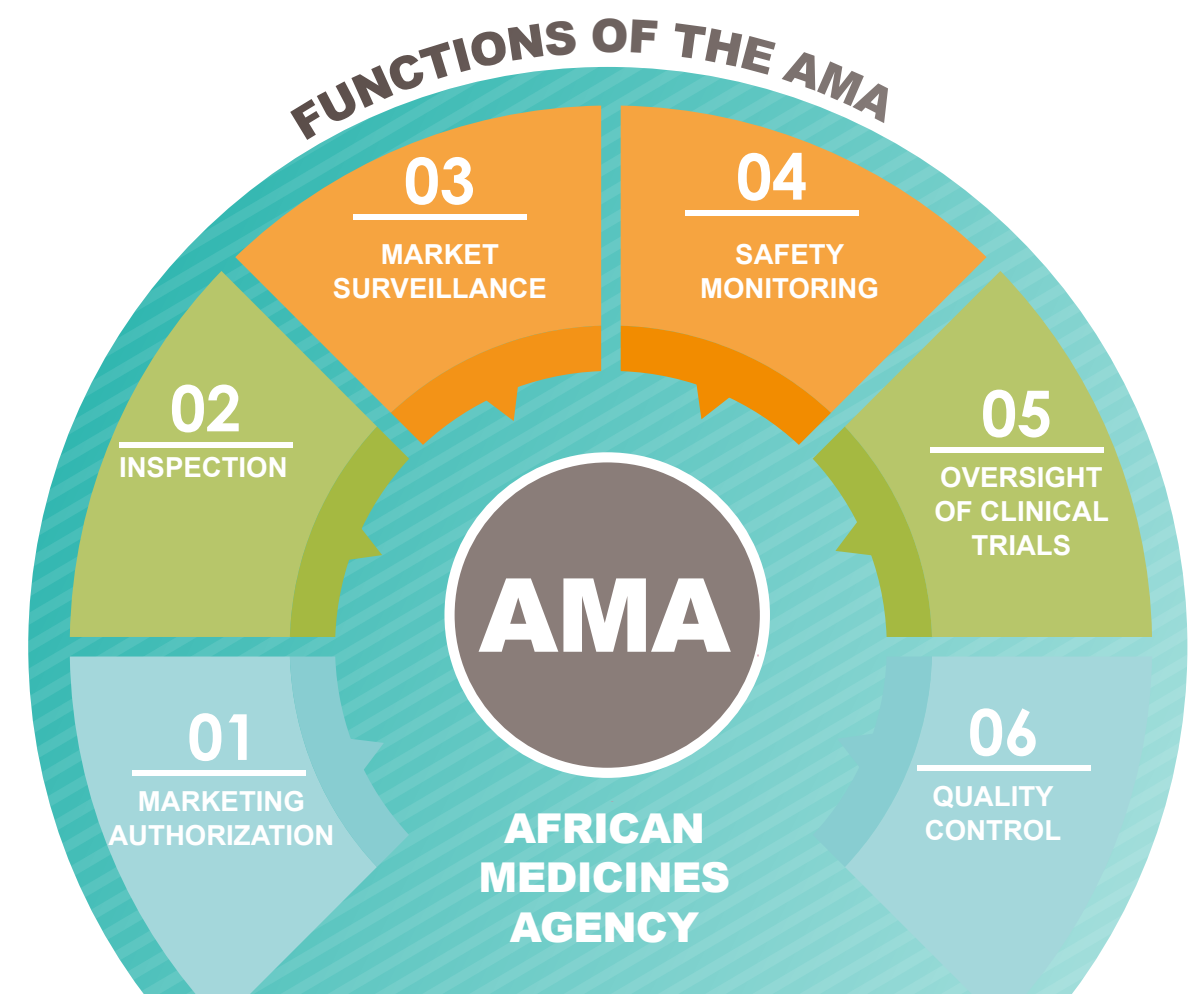 FUNCTIONS OF THE AMA
01
MARKETING
AUTHORIZATION
02
INSPECTION
03
MARKET
SURVEILLANCE
04
SAFETY
MONITORING
05
OVERSIGHT
OF CLINICAL
TRIALS
06
QUALITY
CONTROL
AMA
AFRICAN
MEDICINES
AGENCY